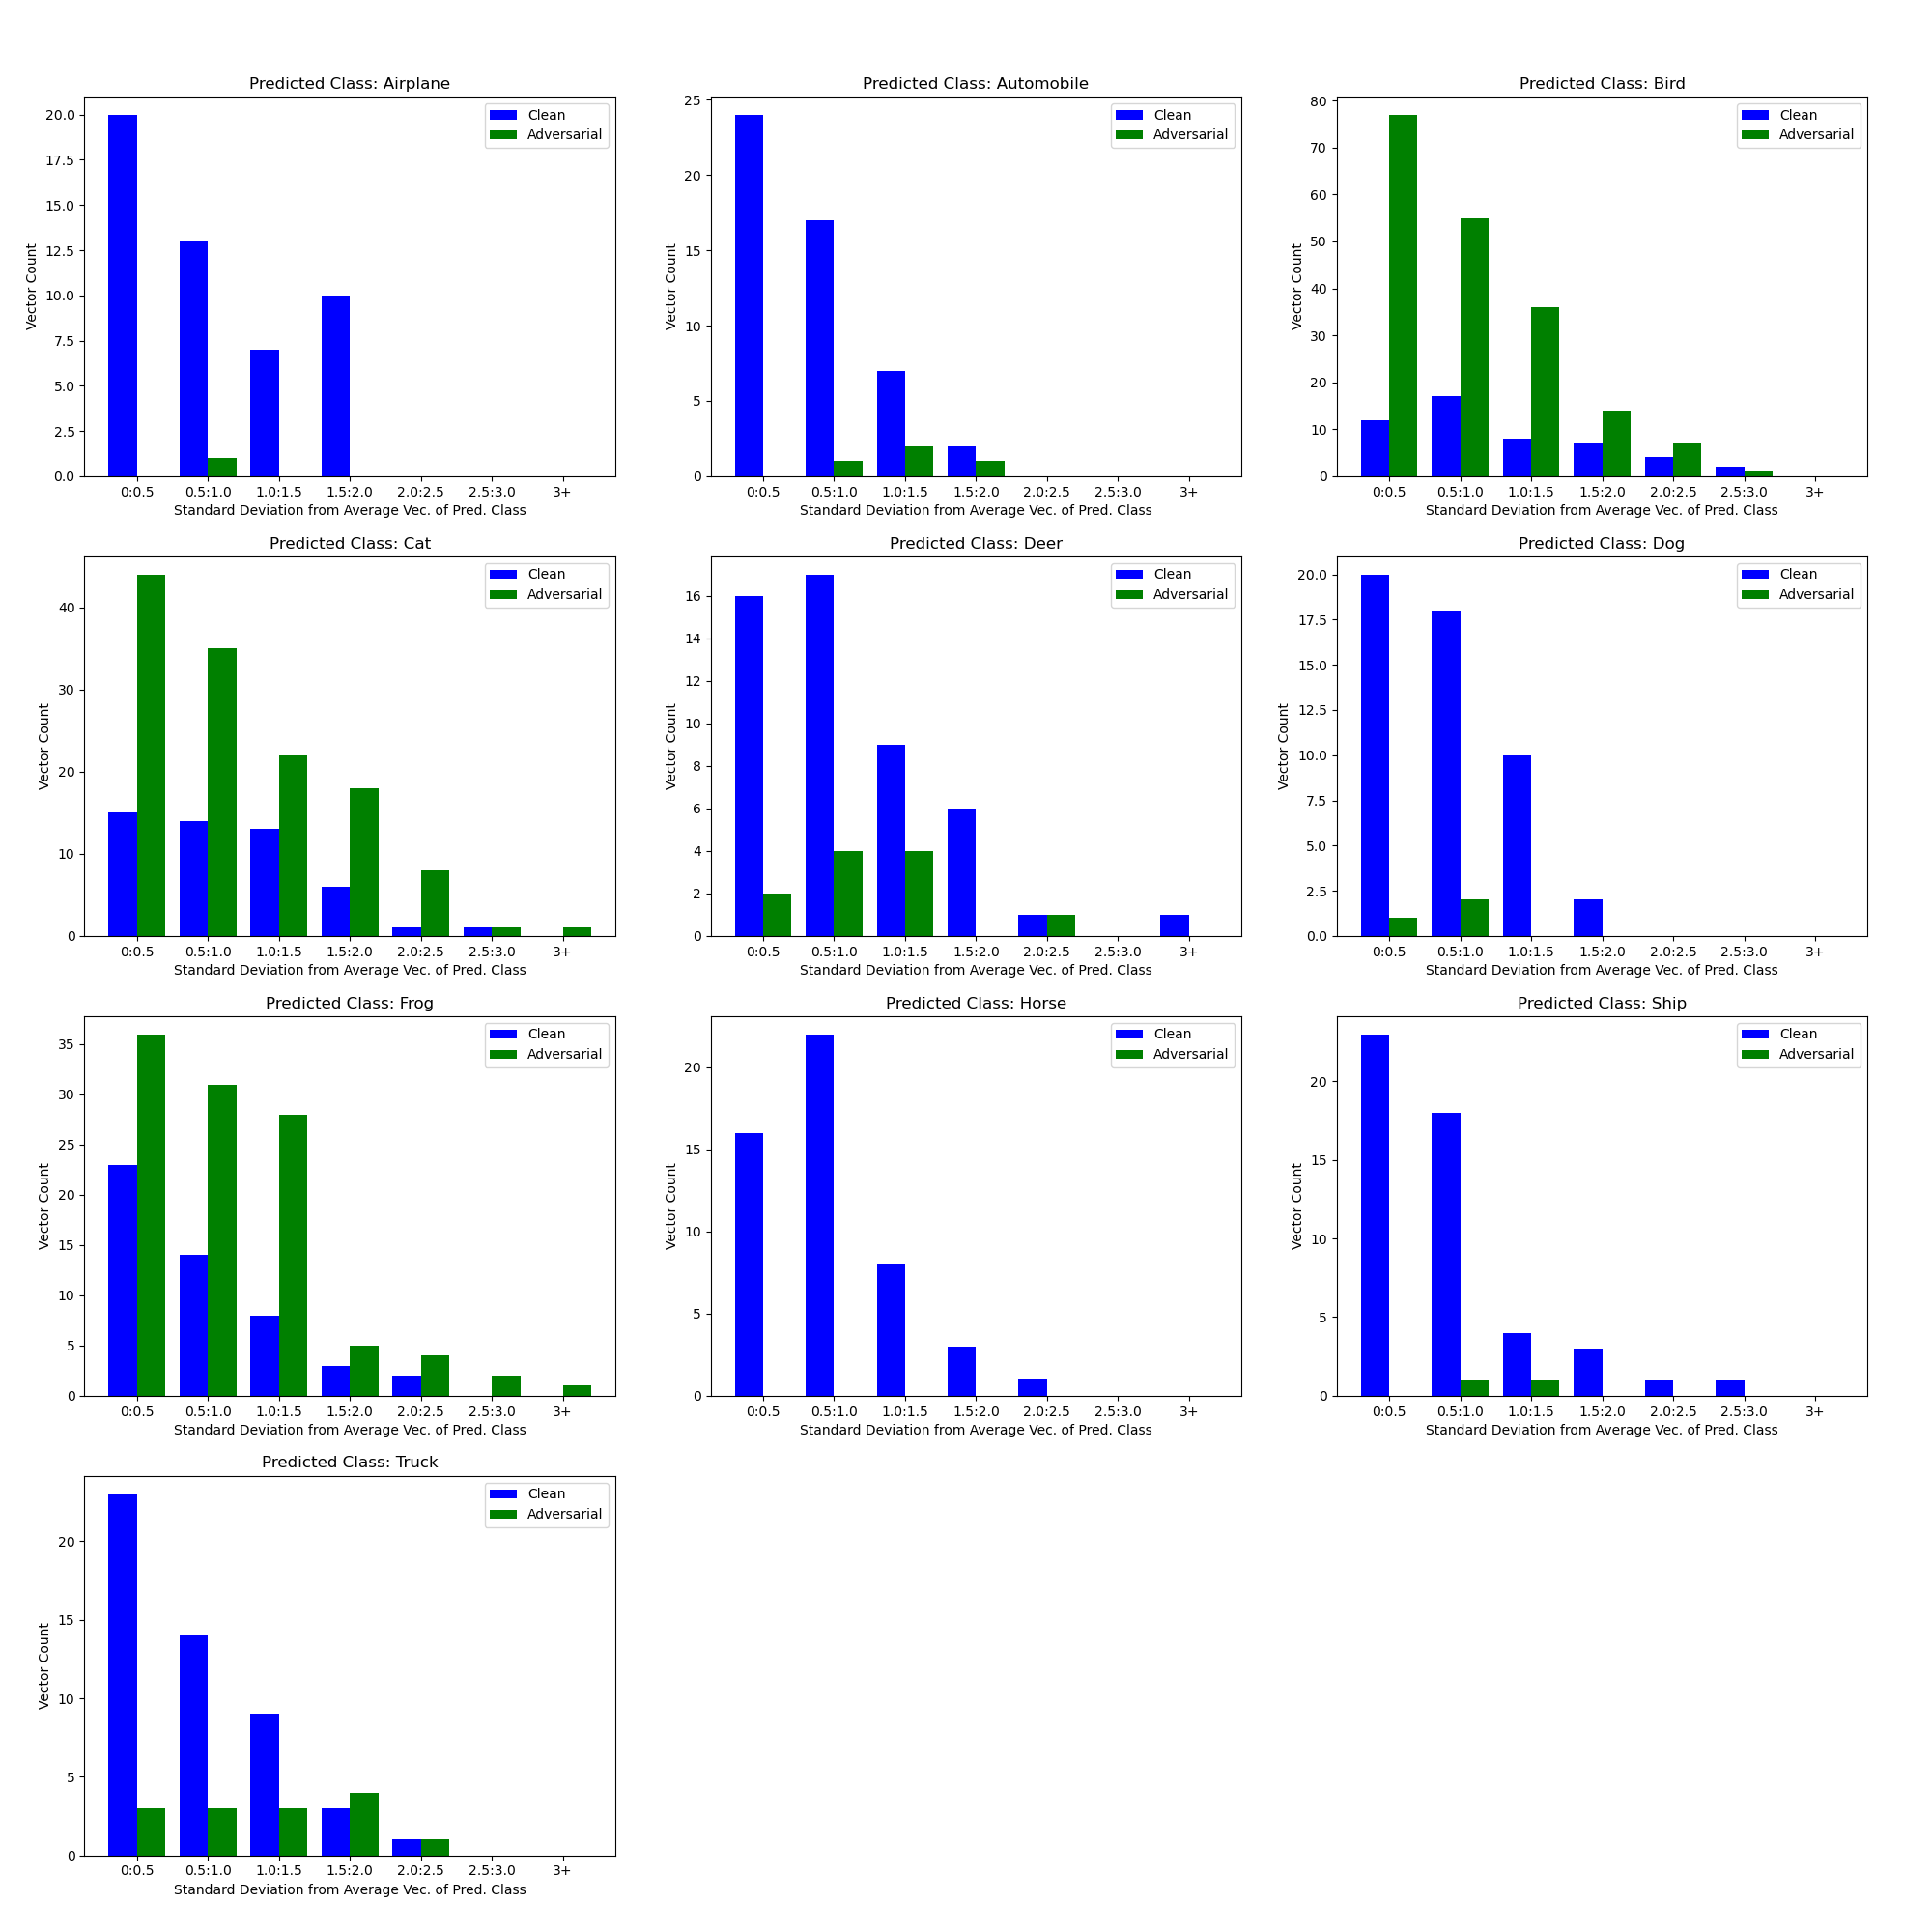 Predicted Class: Airplane
Clean
Adversarial
20.0
17.5
15.0
12.5
10.0
7.5
5.0
2.5
0.0
Vector Count
0:0.5 0.5:1.0 1.0:1.5 1.5:2.0 2.0:2.5 2.5:3.0 3+
Standard Deviation from Average Vec. of Pred. Class
Predicted Class: Automobile
Clean
Adversarial
25
20
15
10
5
0
Vector Count
0:0.5 0.5:1.0 1.0:1.5 1.5:2.0 2.0:2.5 2.5:3.0 3+
Standard Deviation from Average Vec. of Pred. Class
Predicted Class: Bird
Clean
Adversarial
80
70
60
50
40
30
20
10
0
Vector Count
0:0.5 0.5:1.0 1.0:1.5 1.5:2.0 2.0:2.5 2.5:3.0 3+
Standard Deviation from Average Vec. of Pred. Class
Predicted Class: Cat
Clean
Adversarial
40
30
20
10
0
Vector Count
0:0.5 0.5:1.0 1.0:1.5 1.5:2.0 2.0:2.5 2.5:3.0 3+
Standard Deviation from Average Vec. of Pred. Class
Predicted Class: Deer
Clean
Adversarial
16
14
12
10
8
6
4
2
0
Vector Count
0:0.5 0.5:1.0 1.0:1.5 1.5:2.0 2.0:2.5 2.5:3.0 3+
Standard Deviation from Average Vec. of Pred. Class
Predicted Class: Dog
Clean
Adversarial
20.0
17.5
15.0
12.5
10.0
7.5
5.0
2.5
0.0
Vector Count
0:0.5 0.5:1.0 1.0:1.5 1.5:2.0 2.0:2.5 2.5:3.0 3+
Standard Deviation from Average Vec. of Pred. Class
Predicted Class: Frog
Clean
Adversarial
35
30
25
20
15
10
5
0
Vector Count
0:0.5 0.5:1.0 1.0:1.5 1.5:2.0 2.0:2.5 2.5:3.0 3+
Standard Deviation from Average Vec. of Pred. Class
Predicted Class: Horse
Clean
Adversarial
20
15
10
5
0
Vector Count
0:0.5 0.5:1.0 1.0:1.5 1.5:2.0 2.0:2.5 2.5:3.0 3+
Standard Deviation from Average Vec. of Pred. Class
Predicted Class: Ship
Clean
Adversarial
20
15
10
5
0
Vector Count
0:0.5 0.5:1.0 1.0:1.5 1.5:2.0 2.0:2.5 2.5:3.0 3+
Standard Deviation from Average Vec. of Pred. Class
Predicted Class: Truck
Clean
Adversarial
20
15
10
5
0
Vector Count
0:0.5 0.5:1.0 1.0:1.5 1.5:2.0 2.0:2.5 2.5:3.0 3+
Standard Deviation from Average Vec. of Pred. Class